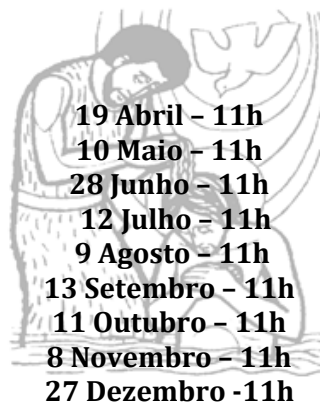 19 Abril – 11h
10 Maio – 11h
28 Junho – 11h
12 Julho – 11h
9 Agosto – 11h
13 Setembro – 11h
11 Outubro – 11h
8 Novembro – 11h
27 Dezembro -11h